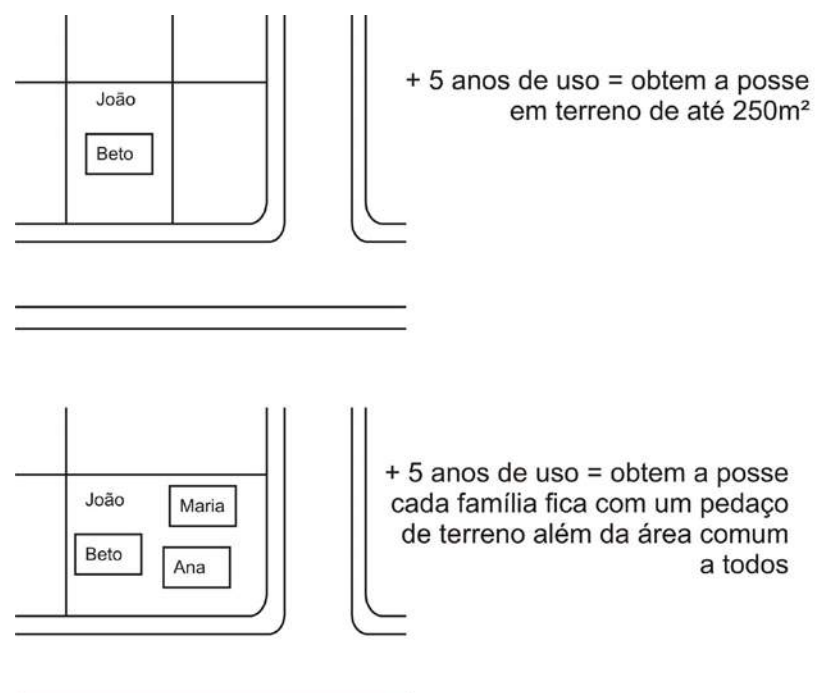 João
Beto
+ 5 anos de uso = obtem a posse
em terreno de até 250m²
João
Maria
Beto
Ana
+ 5 anos de uso = obtem a posse
cada família fica com um pedaço
de terreno além da área comum
a todos